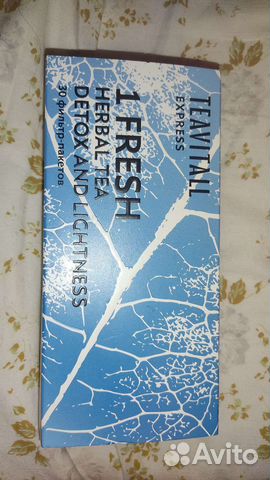 TEAVITALL
EXPRESS
1 FRESH
HERBAL TEA
DETOX AND LIGHTNESS
30 фильтр-пакетов
Avito